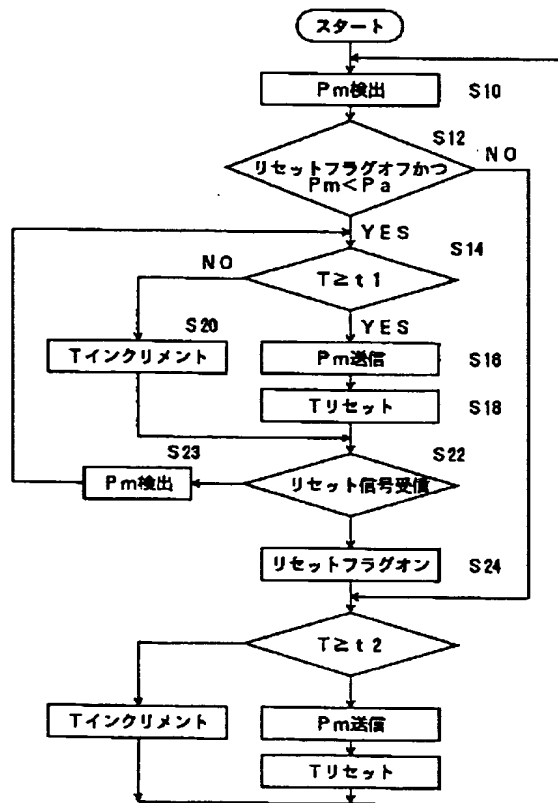 スタート
Pm検出
S10
S12
リセットフラグオフかつ
Pm<Pa
NO
YES
S14
NO
T≧t1
S20
YES
Tインクリメント
Pm送信
S16
Tリセット
S18
S23
S22
Pm検出
リセット信号受信
リセットフラグオン
S24
T≧t2
Tインクリメント
Pm送信
Tリセット